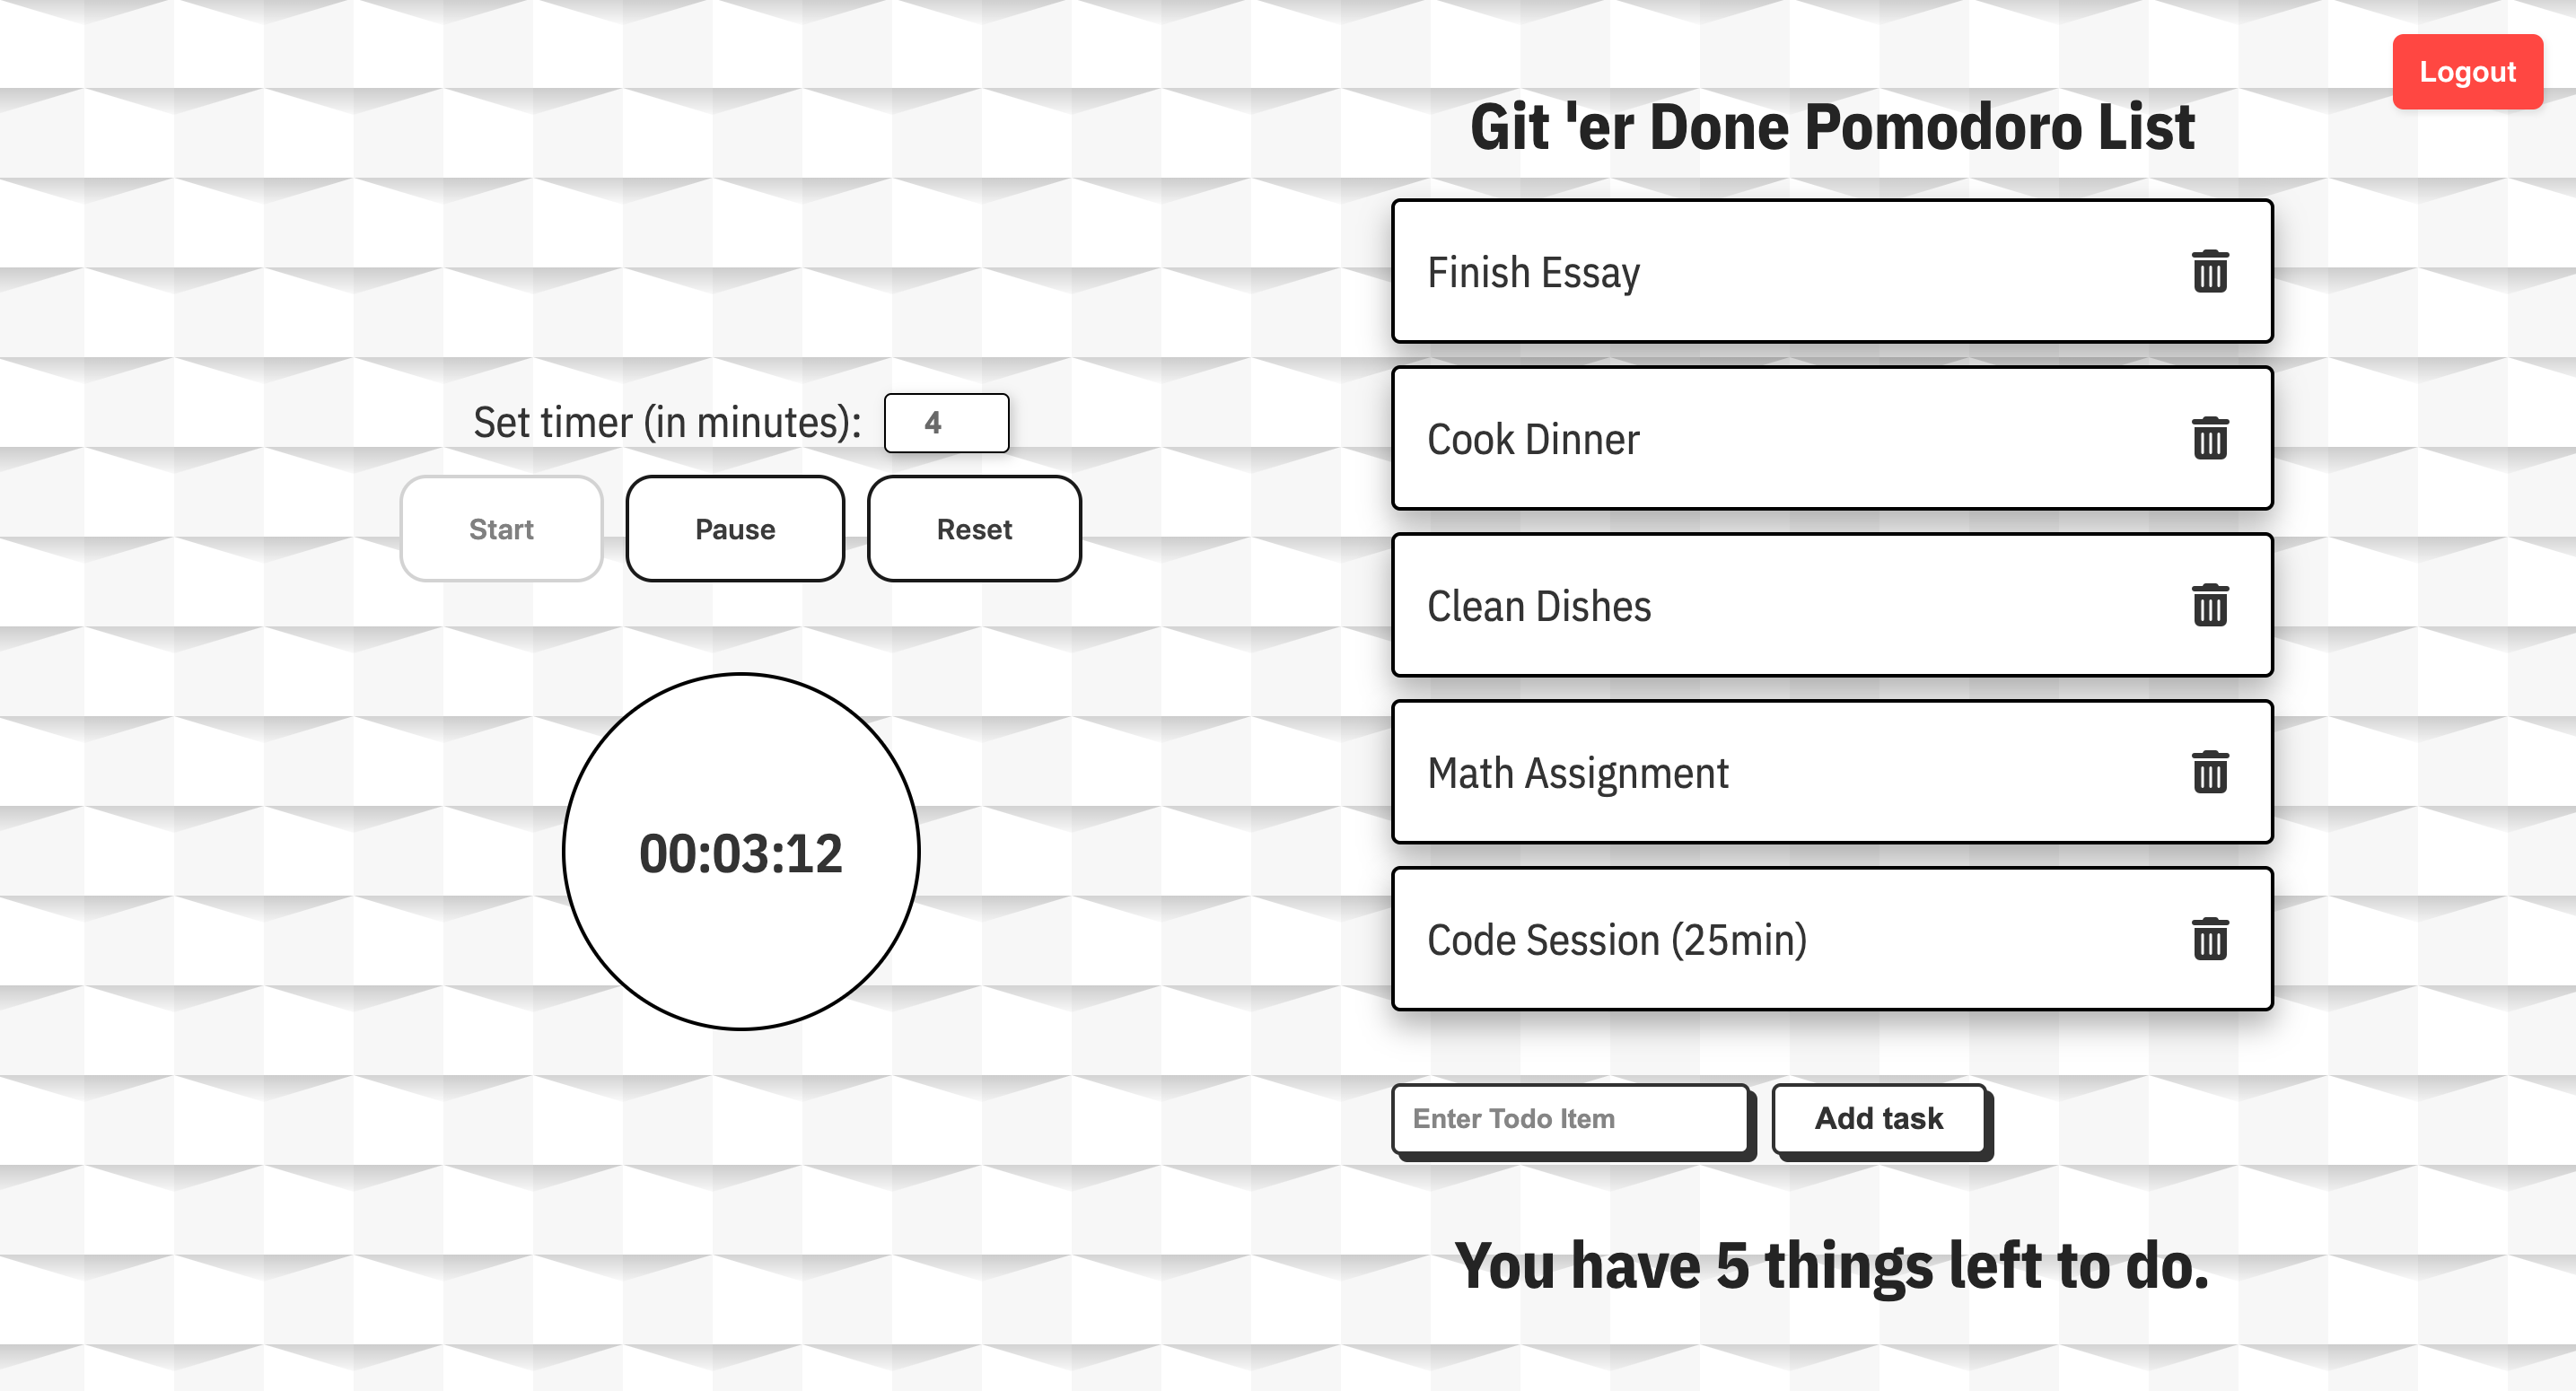 Logout
Git 'er Done Pomodoro List
Finish Essay
Cook Dinner
Clean Dishes
Math Assignment
Code Session (25min)
Enter Todo Item
Add task
You have 5 things left to do.
Set timer (in minutes): 4
Start
Pause
Reset
00:03:12